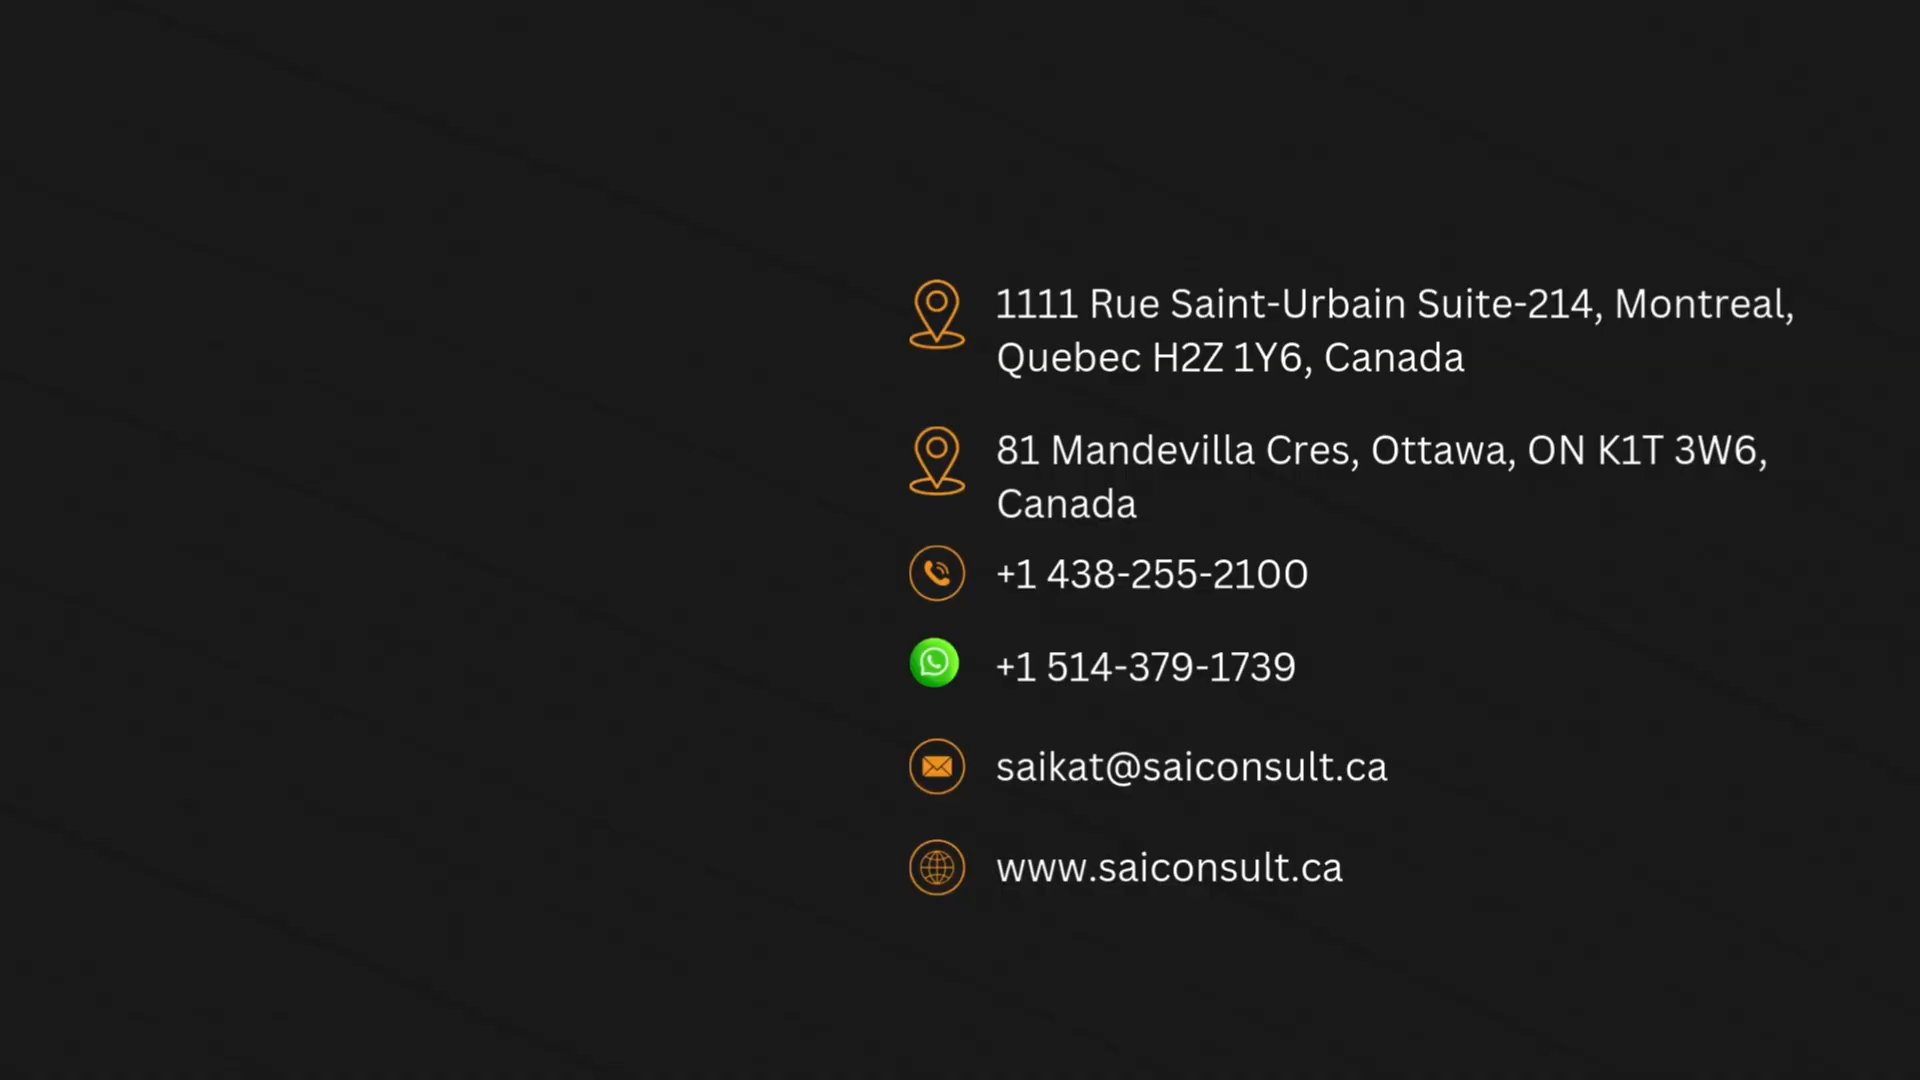 1111 Rue Saint-Urbain Suite-214, Montreal,
Quebec H2Z 1Y6, Canada
81 Mandevilla Cres, Ottawa, ON K1T 3W6,
Canada
+1 438-255-2100
+1 514-379-1739
saikat@saiconsult.ca
www.saiconsult.ca